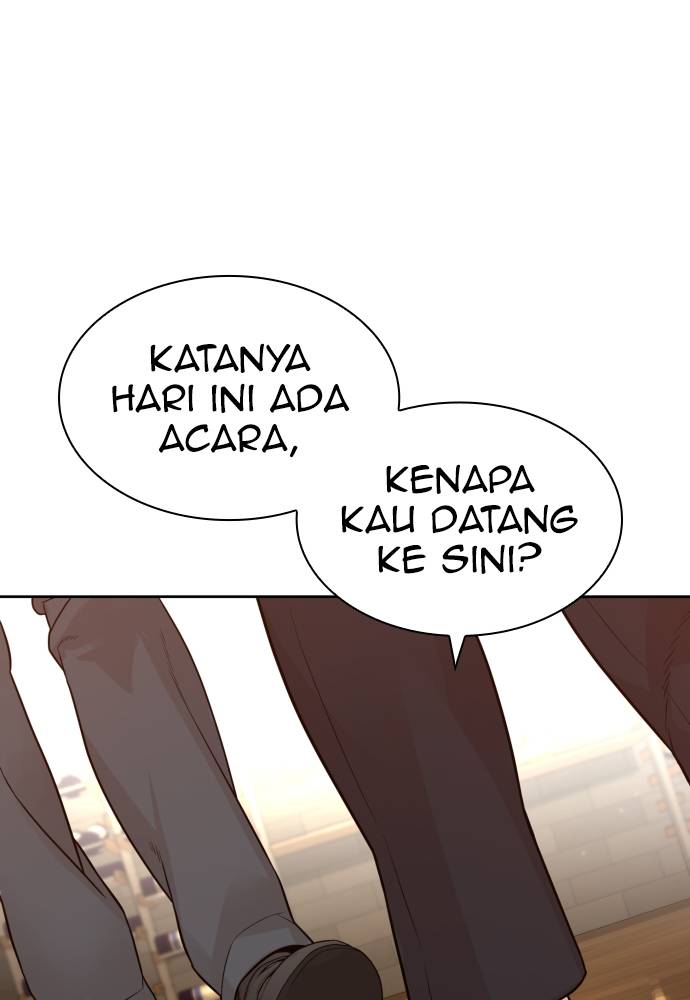 KATANYA
HARI INI ADA
ACARA,
KENAPA
KAU DATANG
KE SINI?